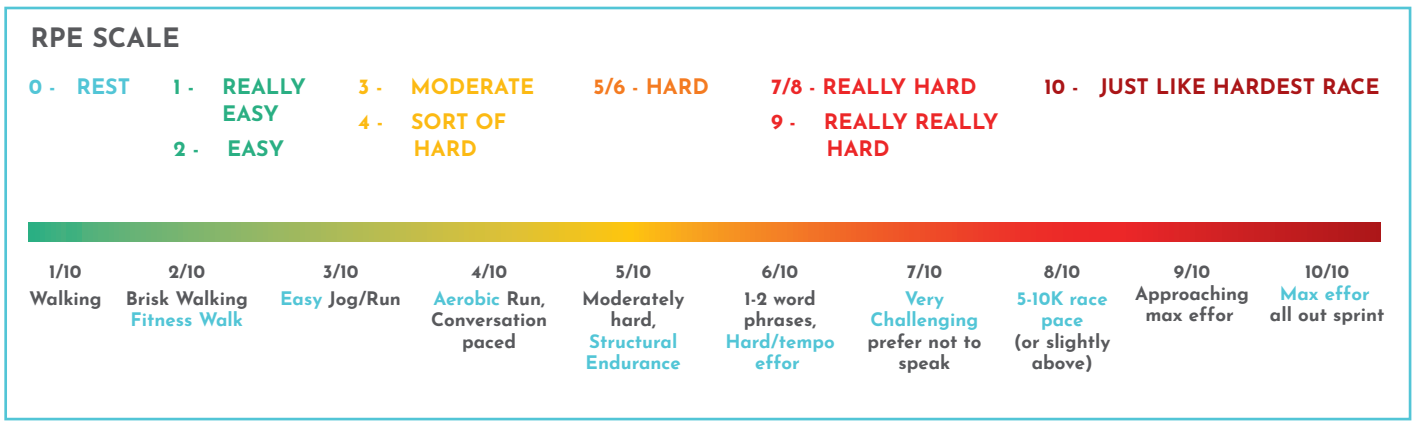 RPE SCALE
0 - REST
1 - REALLY
EASY
2 - EASY
3 - MODERATE
4 - SORT OF
HARD
5/6 - HARD
7/8 - REALLY HARD
9 - REALLY REALLY
HARD
10 - JUST LIKE HARDEST RACE
1/10
Walking
2/10
Brisk Walking
Fitness Walk
3/10
Easy Jog/Run
4/10
Aerobic Run,
Conversation
paced
5/10
Moderately
hard,
Structural
Endurance
6/10
1-2 word
phrases,
Hard/tempo
effor
7/10
Very
Challenging
prefer not to
speak
8/10
5-10K race
pace
(or slightly
above)
9/10
Approaching
max effor
10/10
Max effor
all out sprint